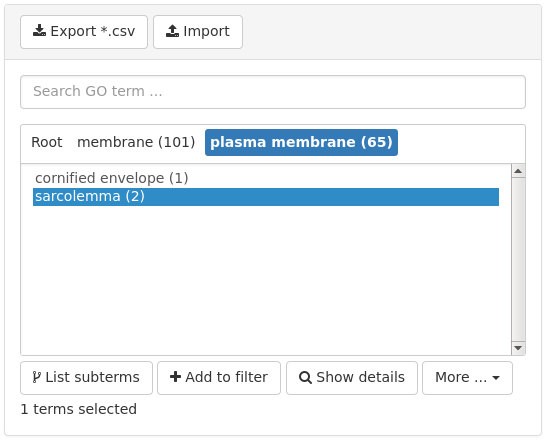 Export *.csv Import
Search GO term ...
Root membrane (101) plasma membrane (65)
cornified envelope (1)
sarcolemma (2)
List subterms Add to filter Show details More ...
1 terms selected